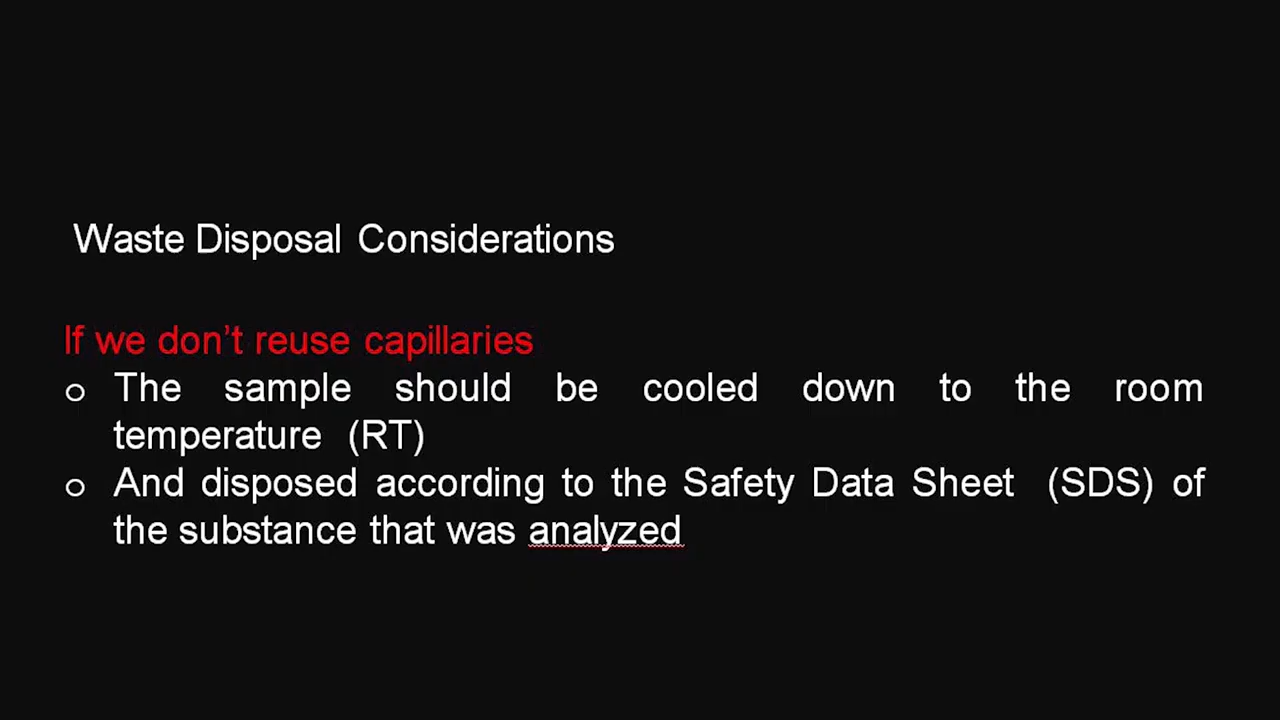 Waste Disposal Considerations
If we don't reuse capillaries
o The sample should be cooled down to the room
temperature (RT)
o And disposed according to the Safety Data Sheet (SDS) of
the substance that was analyzed